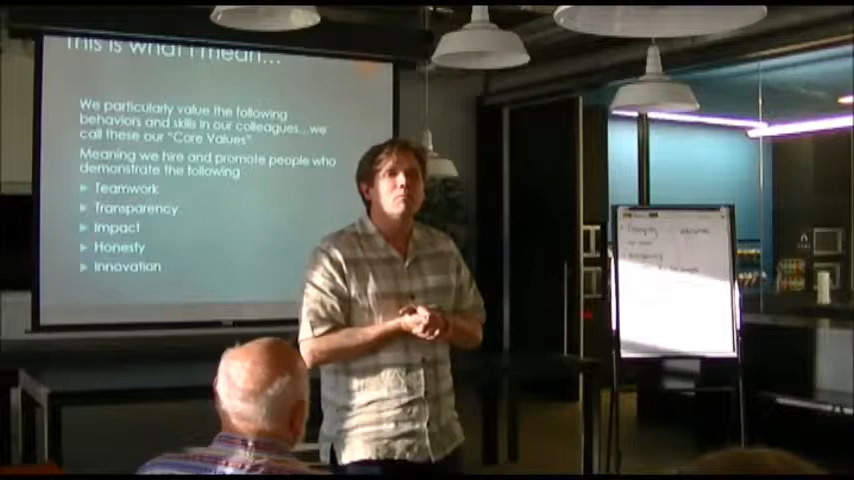 This is what I mean...
We particularly value the following
behaviors and skills in our colleagues...we
call these our "Core Values"
Meaning we hire and promote people who
demonstrate the following
Teamwork
Transparency
Impact
Honesty
Innovation